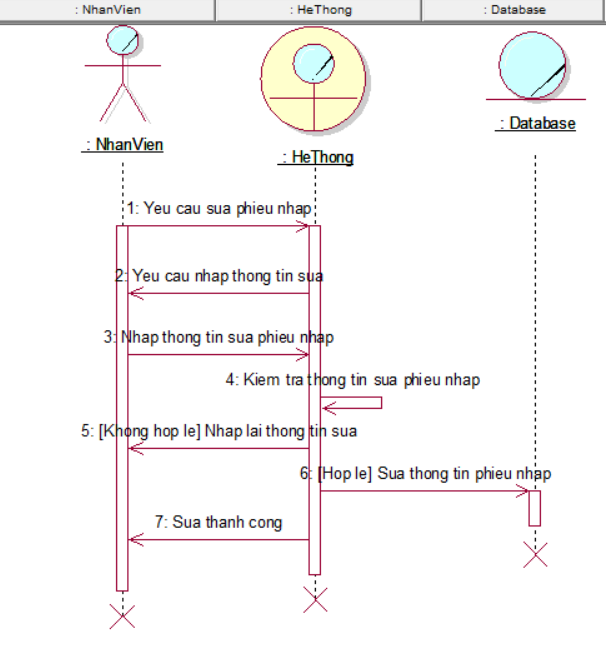 : NhanVien
: HeThong
: Database
: NhanVien
: HeThong
: Database
1: Yeu cau sua phieu nhap
2: Yeu cau nhap thong tin sua
3: Nhap thong tin sua phieu nhap
4: Kiem tra thong tin sua phieu nhap
5: [Khong hop le] Nhap lai thong tin sua
6: [Hop le] Sua thong tin phieu nhap
7: Sua thanh cong